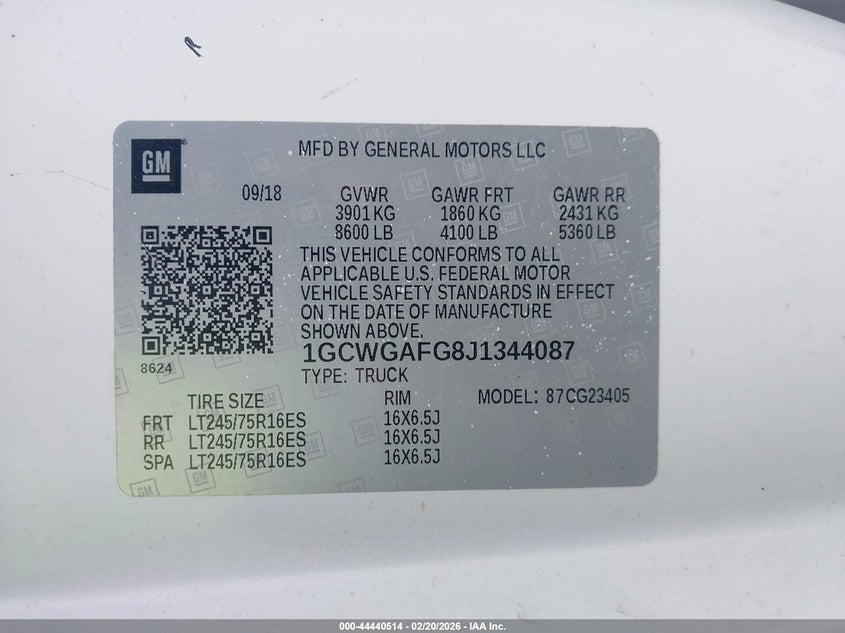 GM
MFD BY GENERAL MOTORS LLC
09/18 GVWR GAWR FRT GAWR RR
3901 KG 1860 KG 2431 KG
8600 LB 4100 LB 5360 LB
THIS VEHICLE CONFORMS TO ALL
APPLICABLE U.S. FEDERAL MOTOR
VEHICLE SAFETY STANDARDS IN EFFECT
ON THE DATE OF MANUFACTURE
SHOWN ABOVE.
1GCWGAFG8J1344087
8624
TYPE: TRUCK
TIRE SIZE RIM MODEL: 87CG23405
FRT LT245/75R16ES 16X6.5J
RR LT245/75R16ES 16X6.5J
SPA LT245/75R16ES 16X6.5J
000-44440514 - 02/20/2026 - IAA Inc.